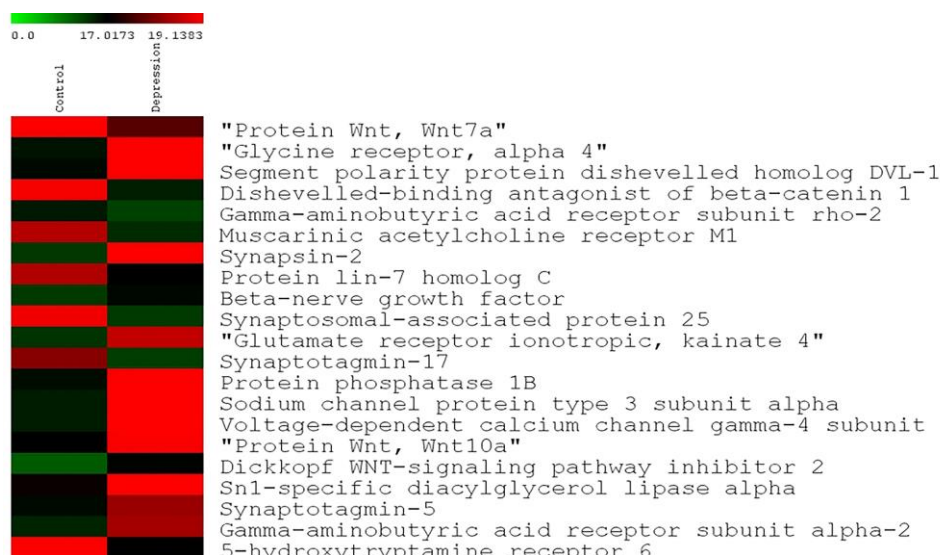 0.0 17.0173 19.1383
Control
Depression
"Protein Wnt, Wnt7a"
"Glycine receptor, alpha 4"
Segment polarity protein dishevelled homolog DVL-1
Dishevelled-binding antagonist of beta-catenin 1
Gamma-aminobutyric acid receptor subunit rho-2
Muscarinic acetylcholine receptor M1
Synapsin-2
Protein lin-7 homolog C
Beta-nerve growth factor
Synaptosomal-associated protein 25
"Glutamate receptor ionotropic, kainate 4"
Synaptotagmin-17
Protein phosphatase 1B
Sodium channel protein type 3 subunit alpha
Voltage-dependent calcium channel gamma-4 subunit
"Protein Wnt, Wnt10a"
Dickkopf WNT-signaling pathway inhibitor 2
Sn1-specific diacylglycerol lipase alpha
Synaptotagmin-5
Gamma-aminobutyric acid receptor subunit alpha-2
5-hydroxytryptamine receptor 6